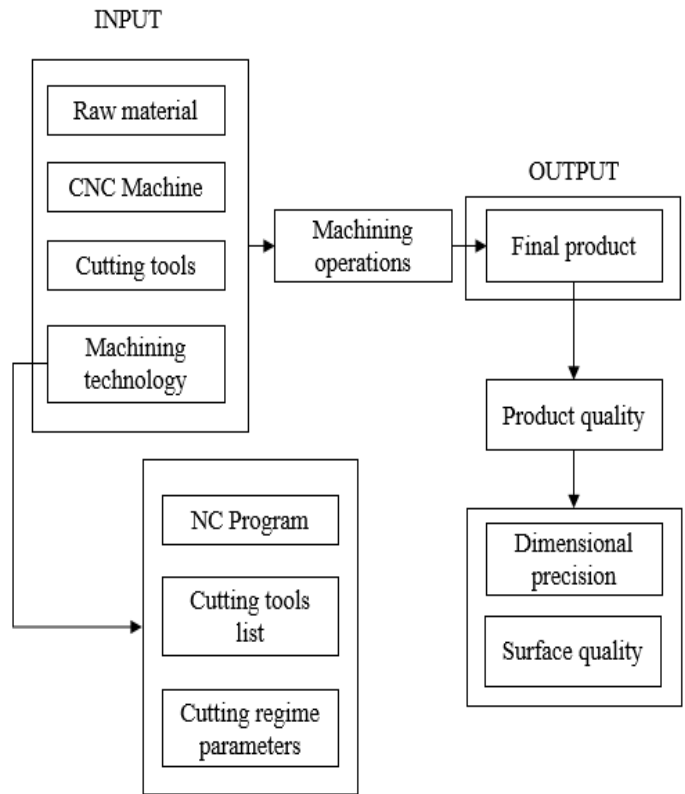 INPUT
Raw material
CNC Machine
Cutting tools
Machining
technology
Machining
operations
OUTPUT
Final product
Product quality
Dimensional
precision
Surface quality
NC Program
Cutting tools
list
Cutting regime
parameters